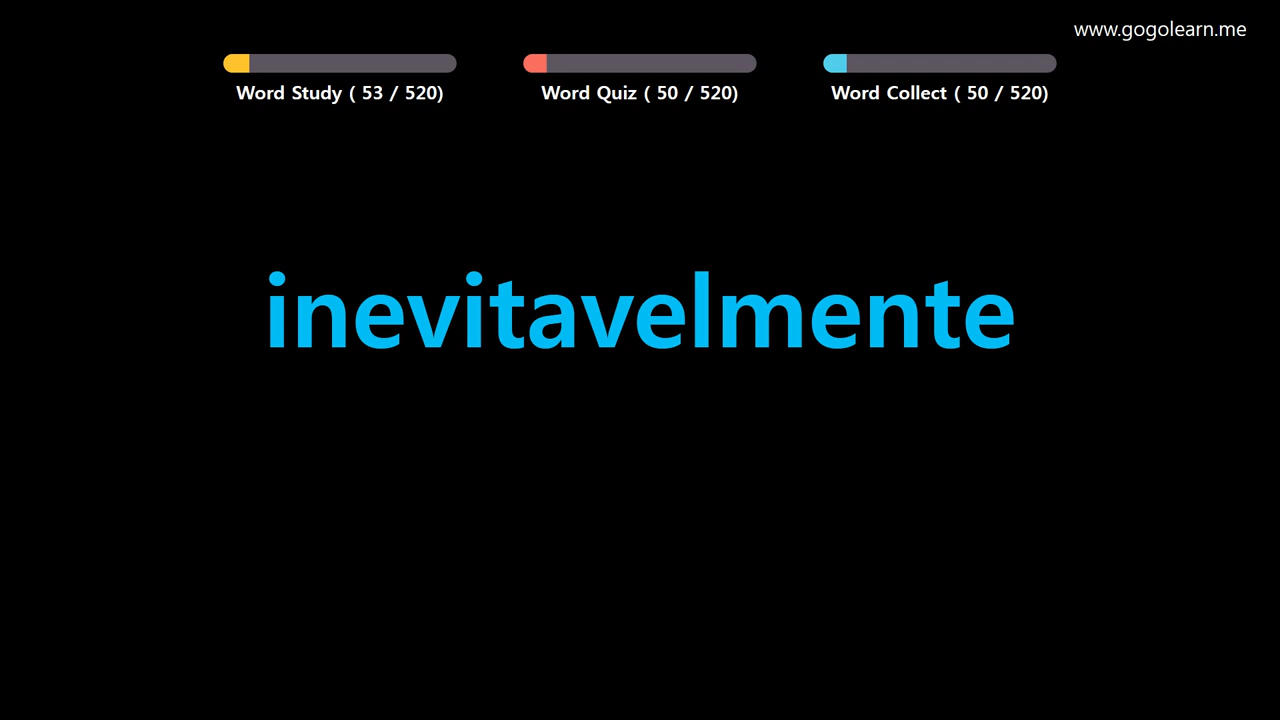 www.gogolearn.me
Word Study ( 53 / 520)
Word Quiz ( 50 / 520)
Word Collect ( 50 / 520)
inevitavelmente